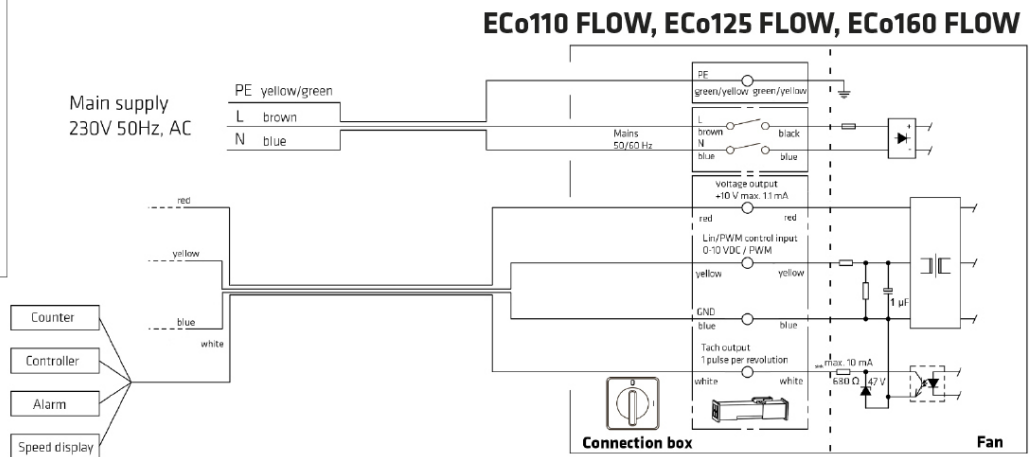 ECo110 FLOW, ECo125 FLOW, ECo160 FLOW
Main supply
230V 50Hz, AC
PE yellow/green
L brown
N blue
Mains
50/60 Hz
PE
green/yellow green/yellow
L
brown black
N
blue blue
voltage output
+10 V max. 1.1 mA
red
red red
Lin/PWM control input
0-10 VDC / PWM
yellow
yellow yellow
1 µF
GND
blue
blue blue
white
Tach output
1 pulse per revolution
white white
max. 10 mA
680 Ω
47 V
Counter
Controller
Alarm
Speed display
Connection box
Fan